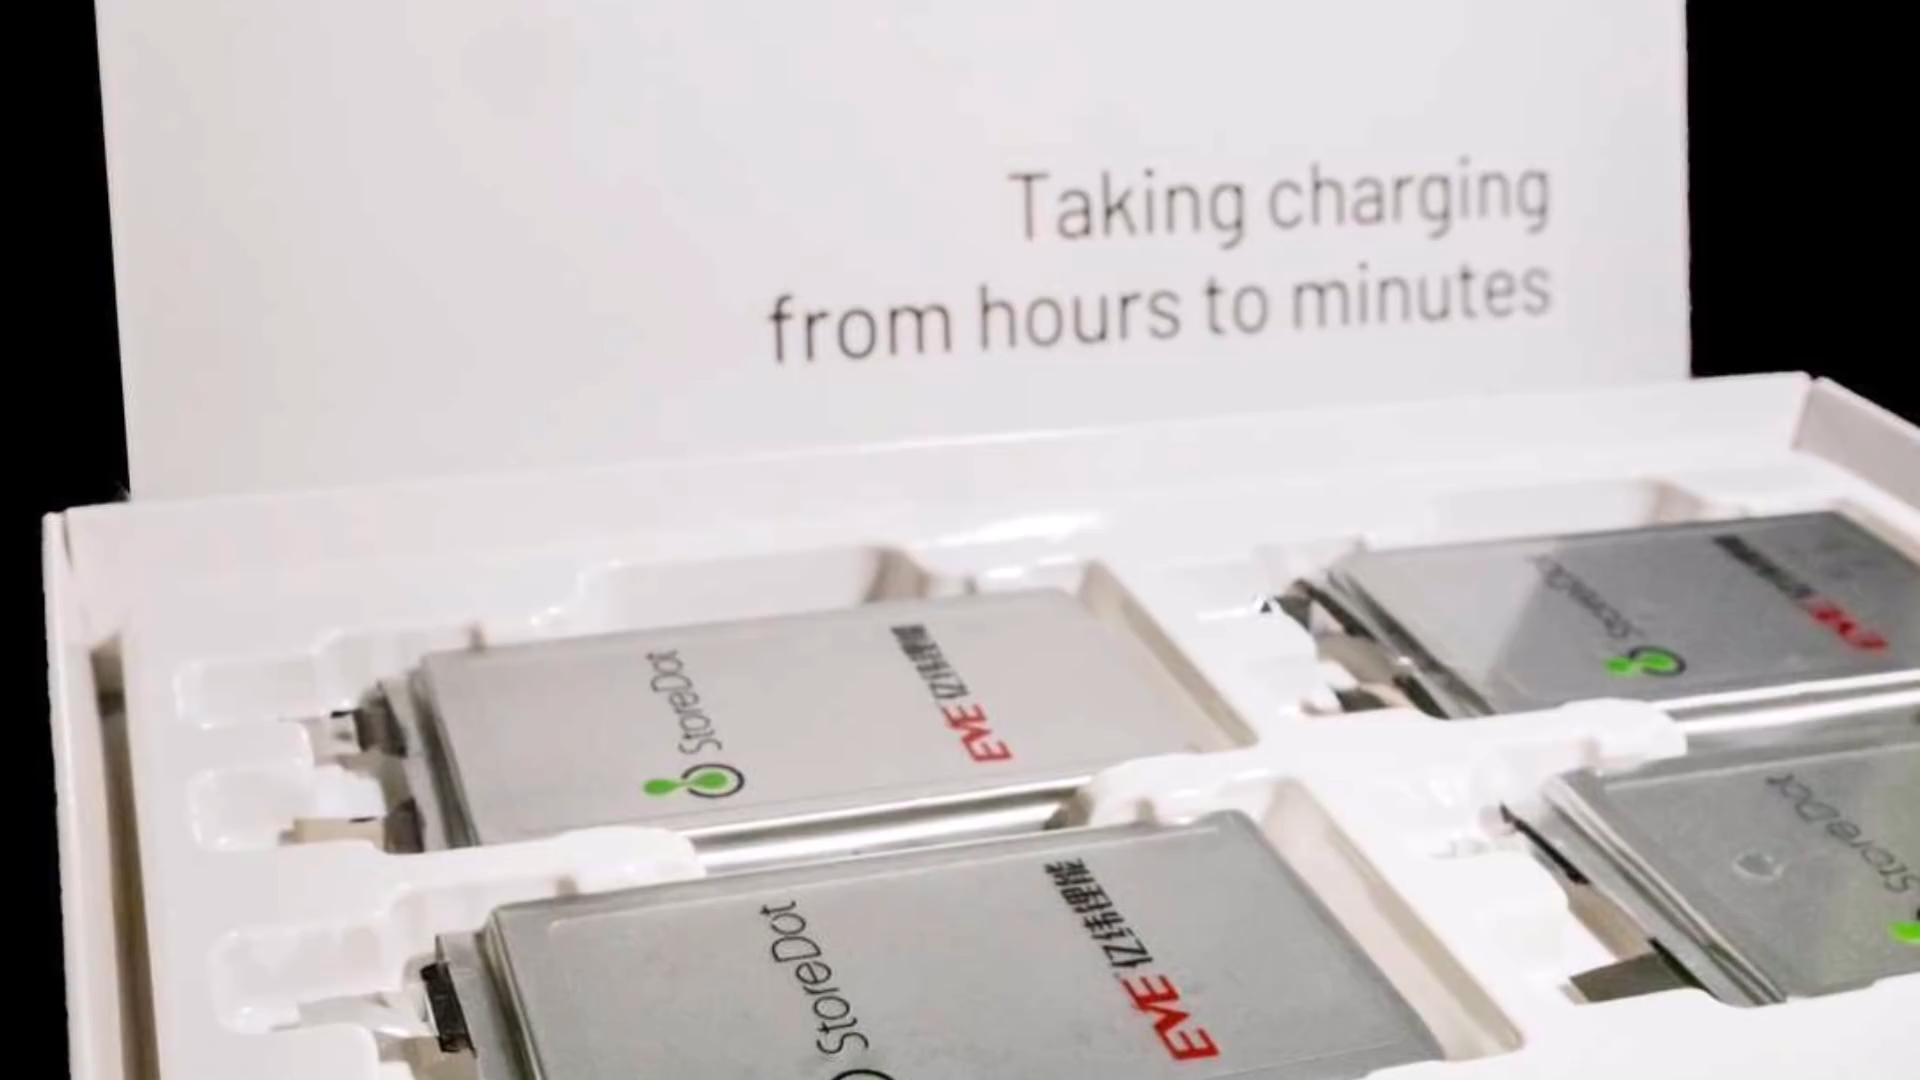 Taking charging
from hours to minutes
StoreDot
EVE 亿纬锂能
StoreDot
EVE
StoreDot
EVE 亿纬锂能
StoreDot